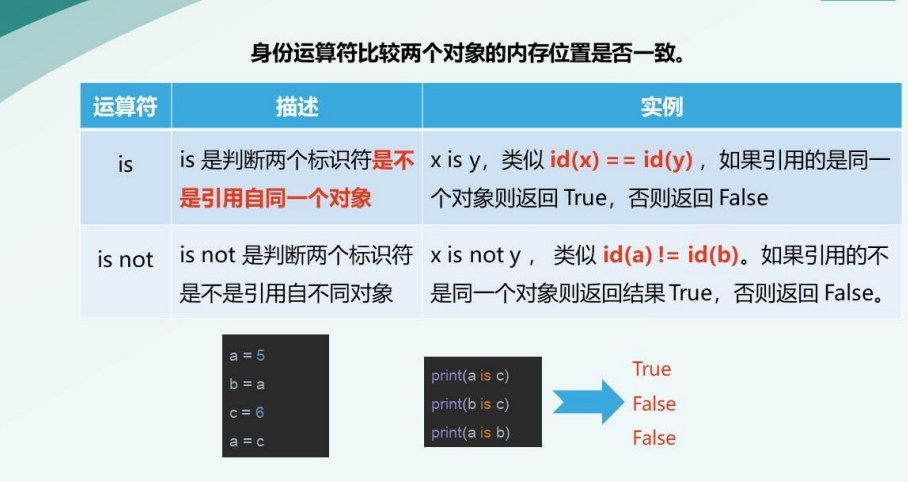 身份运算符比较两个对象的内存位置是否一致。
运算符 描述 实例
is
is 是判断两个标识符是不
是引用自同一个对象
x is y，类似 id(x) == id(y) ，如果引用的是同一
个对象则返回 True，否则返回 False
is not
is not 是判断两个标识符
是不是引用自不同对象
x is not y ， 类似 id(a) != id(b)。如果引用的不
是同一个对象则返回结果 True，否则返回 False。
a = 5
b = a
c = 6
a = c
print(a is c)
print(b is c)
print(a is b)
True
False
False